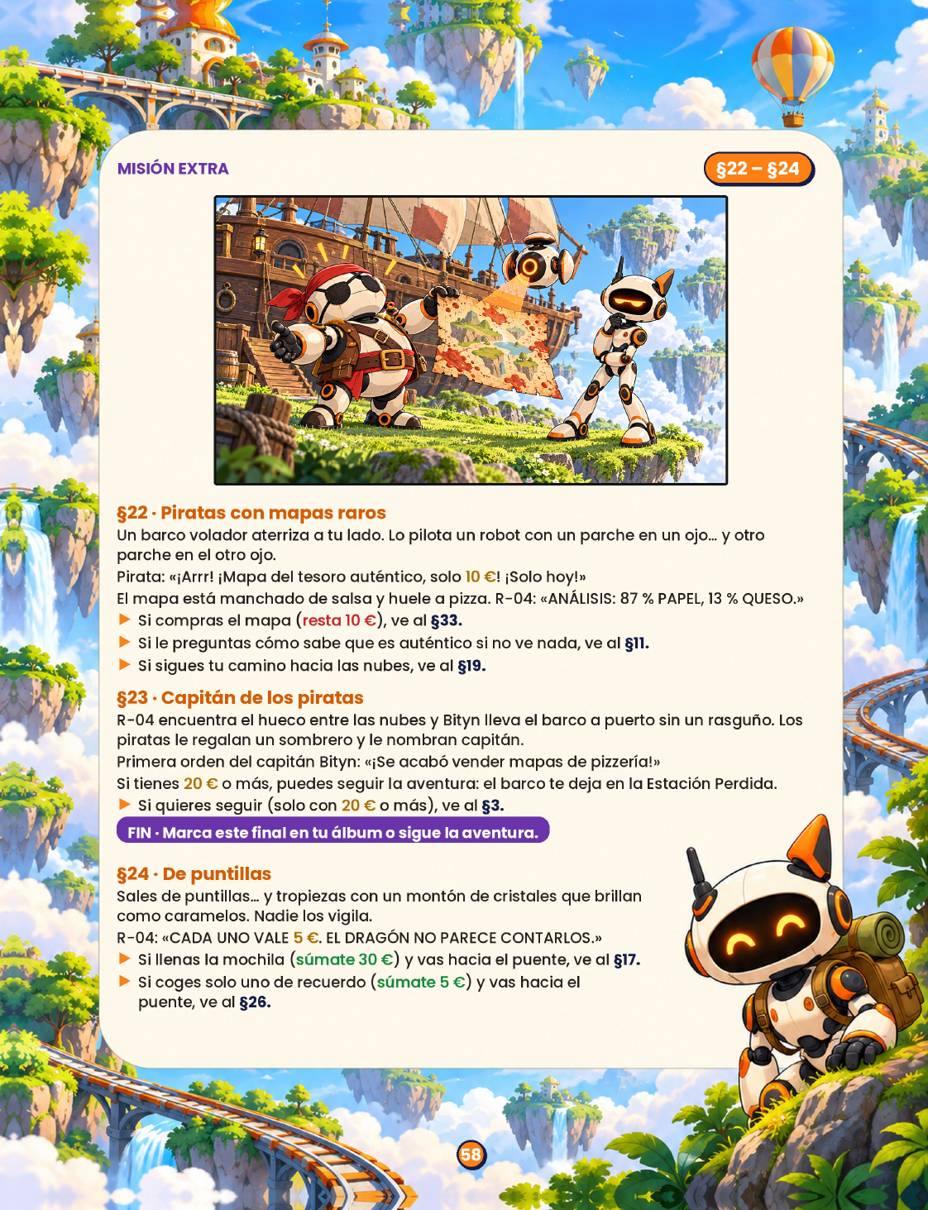 MISIÓN EXTRA
§22 – §24
§22 · Piratas con mapas raros
Un barco volador aterriza a tu lado. Lo pilota un robot con un parche en un ojo… y otro
parche en el otro ojo.
Pirata: «¡Arrr! ¡Mapa del tesoro auténtico, solo 10 €! ¡Solo hoy!»
El mapa está manchado de salsa y huele a pizza. R-04: «ANÁLISIS: 87 % PAPEL, 13 % QUESO.»
Si compras el mapa (resta 10 €), ve al §33.
Si le preguntas cómo sabe que es auténtico si no ve nada, ve al §11.
Si sigues tu camino hacia las nubes, ve al §19.
§23 · Capitán de los piratas
R-04 encuentra el hueco entre las nubes y Bityn lleva el barco a puerto sin un rasguño. Los
piratas le regalan un sombrero y le nombran capitán.
Primera orden del capitán Bityn: «¡Se acabó vender mapas de pizzería!»
Si tienes 20 € o más, puedes seguir la aventura: el barco te deja en la Estación Perdida.
Si quieres seguir (solo con 20 € o más), ve al §3.
FIN · Marca este final en tu álbum o sigue la aventura.
§24 · De puntillas
Sales de puntillas… y tropiezas con un montón de cristales que brillan
como caramelos. Nadie los vigila.
R-04: «CADA UNO VALE 5 €. EL DRAGÓN NO PARECE CONTARLOS.»
Si llenas la mochila (súmate 30 €) y vas hacia el puente, ve al §17.
Si coges solo uno de recuerdo (súmate 5 €) y vas hacia el
puente, ve al §26.
58